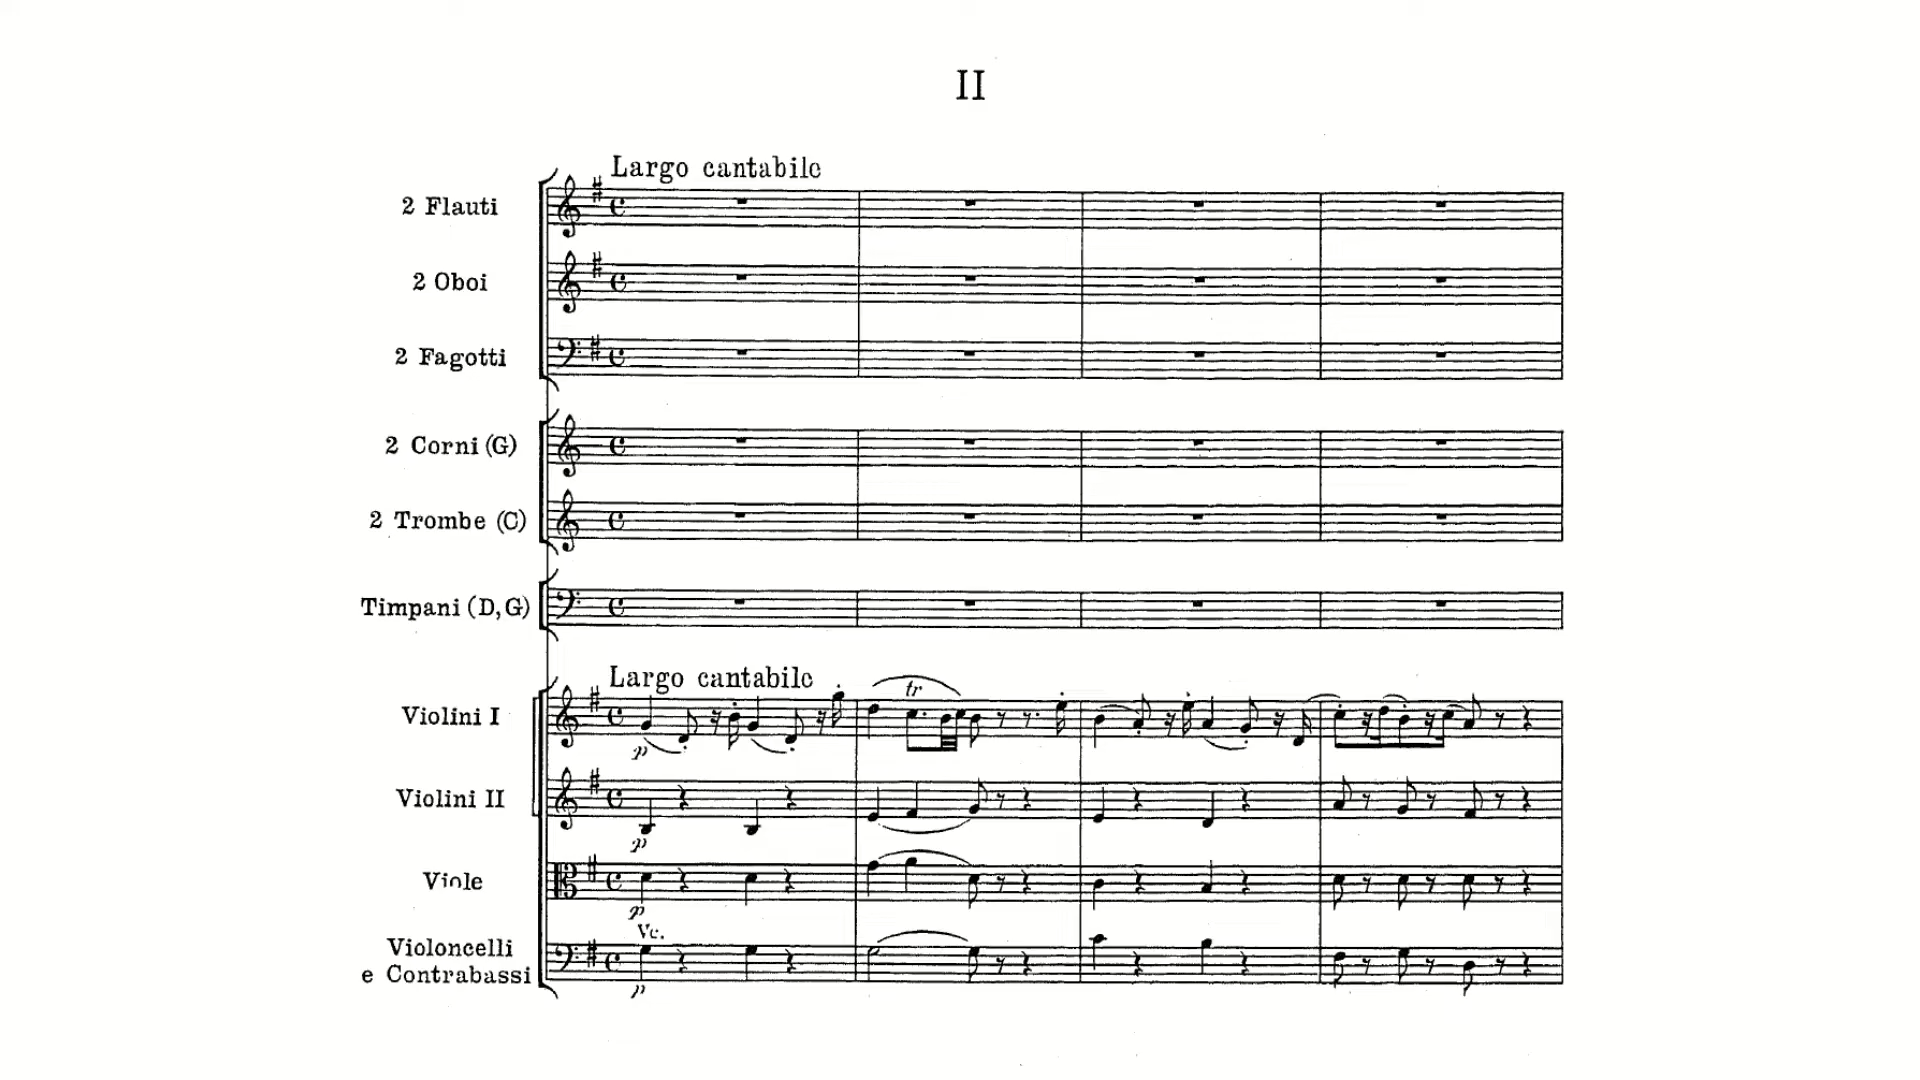 II
Largo cantabile
2 Flauti
2 Oboi
2 Fagotti
2 Corni (G)
2 Trombe (C)
Timpani (D, G)
Largo cantabile
tr
Violini I
p
Violini II
p
Viole
p
Vc.
Violoncelli
e Contrabassi
p